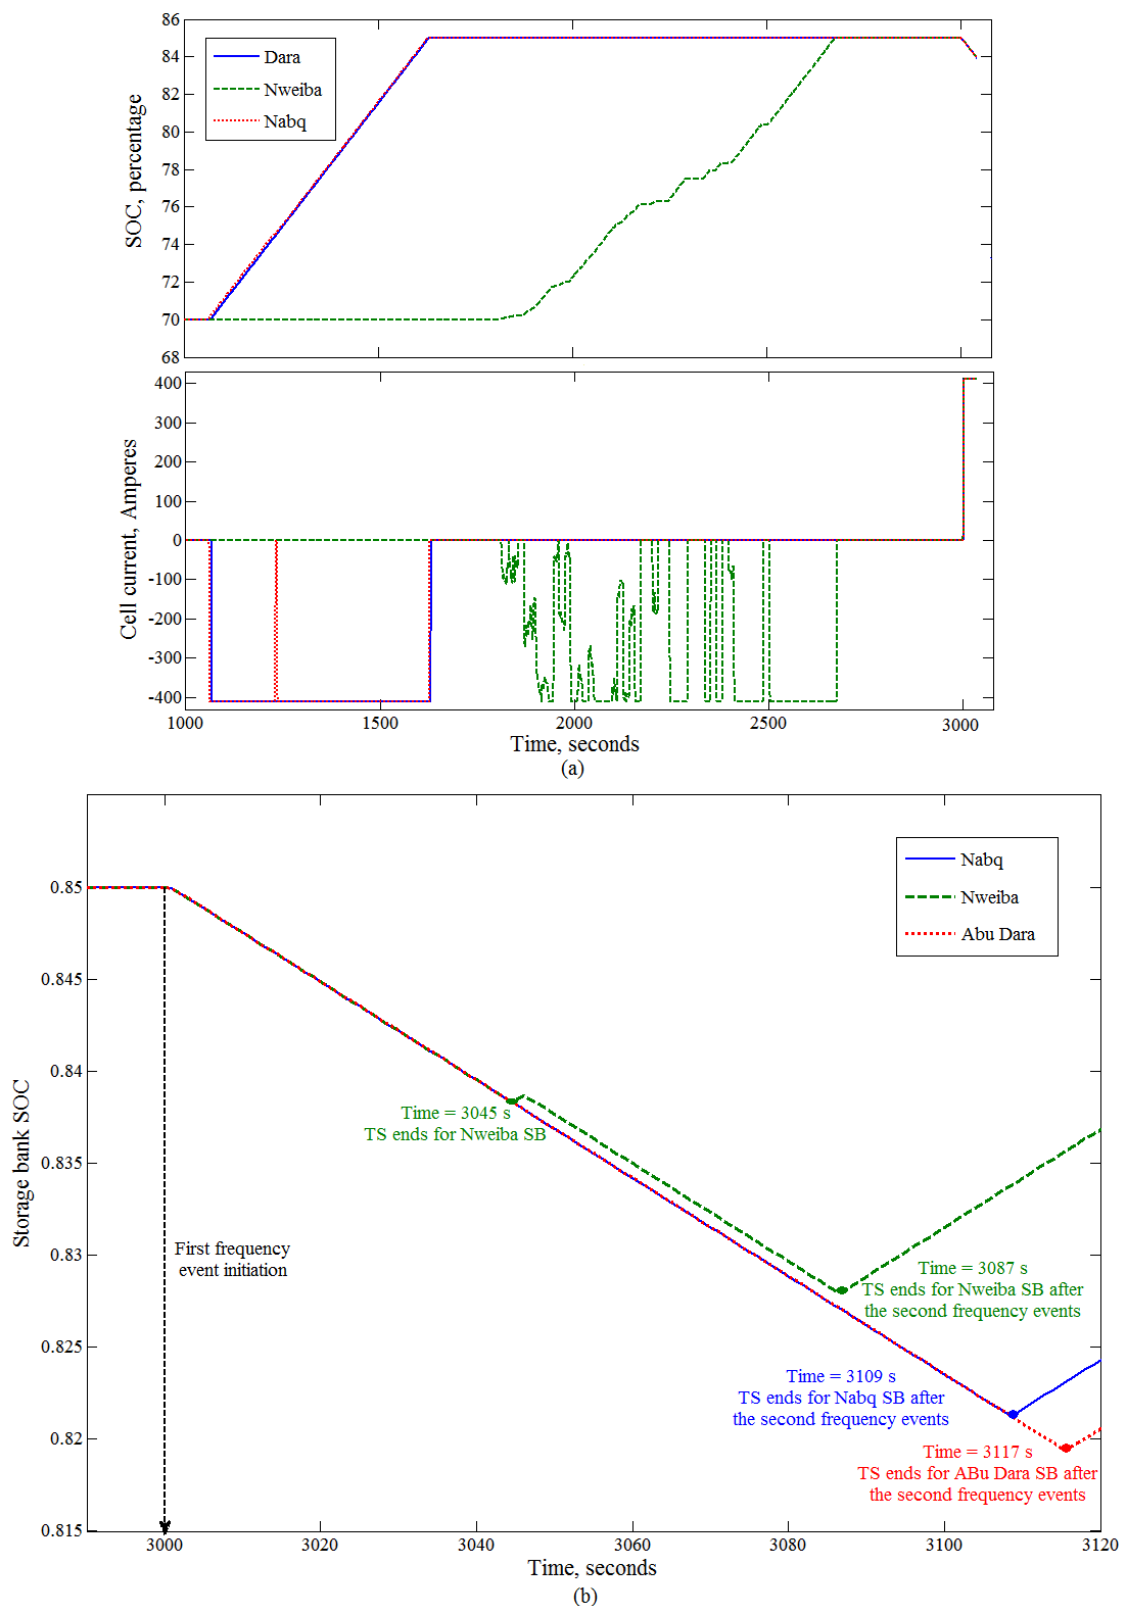 86
84
82
80
78
76
74
72
70
68
SOC, percentage
Dara
Nweiba
Nabq
400
300
200
100
0
-100
-200
-300
-400
Cell current, Amperes
1000
1500
2000
2500
3000
Time, seconds
(a)
0.85
0.845
0.84
0.835
0.83
0.825
0.82
0.815
Storage bank SOC
Nabq
Nweiba
Abu Dara
Time = 3045 s
TS ends for Nweiba SB
First frequency
event initiation
Time = 3087 s
TS ends for Nweiba SB after
the second frequency events
Time = 3109 s
TS ends for Nabq SB after
the second frequency events
Time = 3117 s
TS ends for ABu Dara SB after
the second frequency events
3000
3020
3040
3060
3080
3100
3120
Time, seconds
(b)